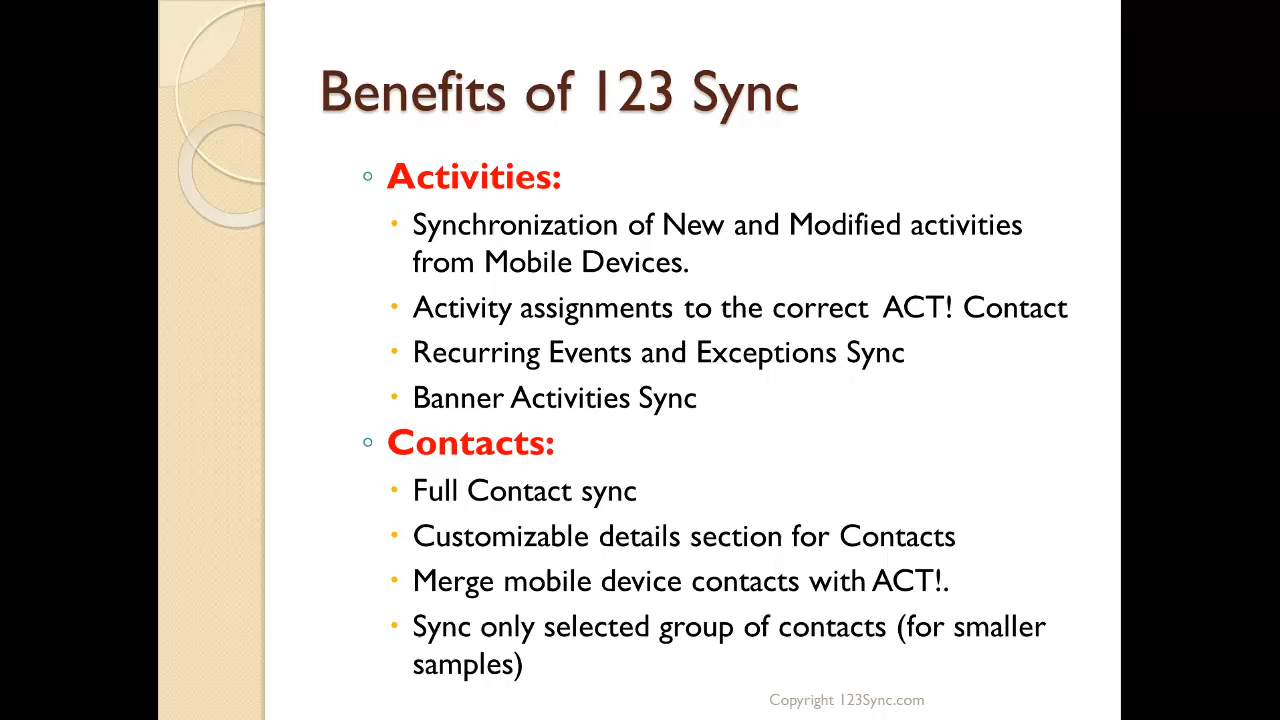 Benefits of 123 Sync
Activities:
Synchronization of New and Modified activities
from Mobile Devices.
Activity assignments to the correct ACT! Contact
Recurring Events and Exceptions Sync
Banner Activities Sync
Contacts:
Full Contact sync
Customizable details section for Contacts
Merge mobile device contacts with ACT!.
Sync only selected group of contacts (for smaller
samples)
Copyright 123Sync.com